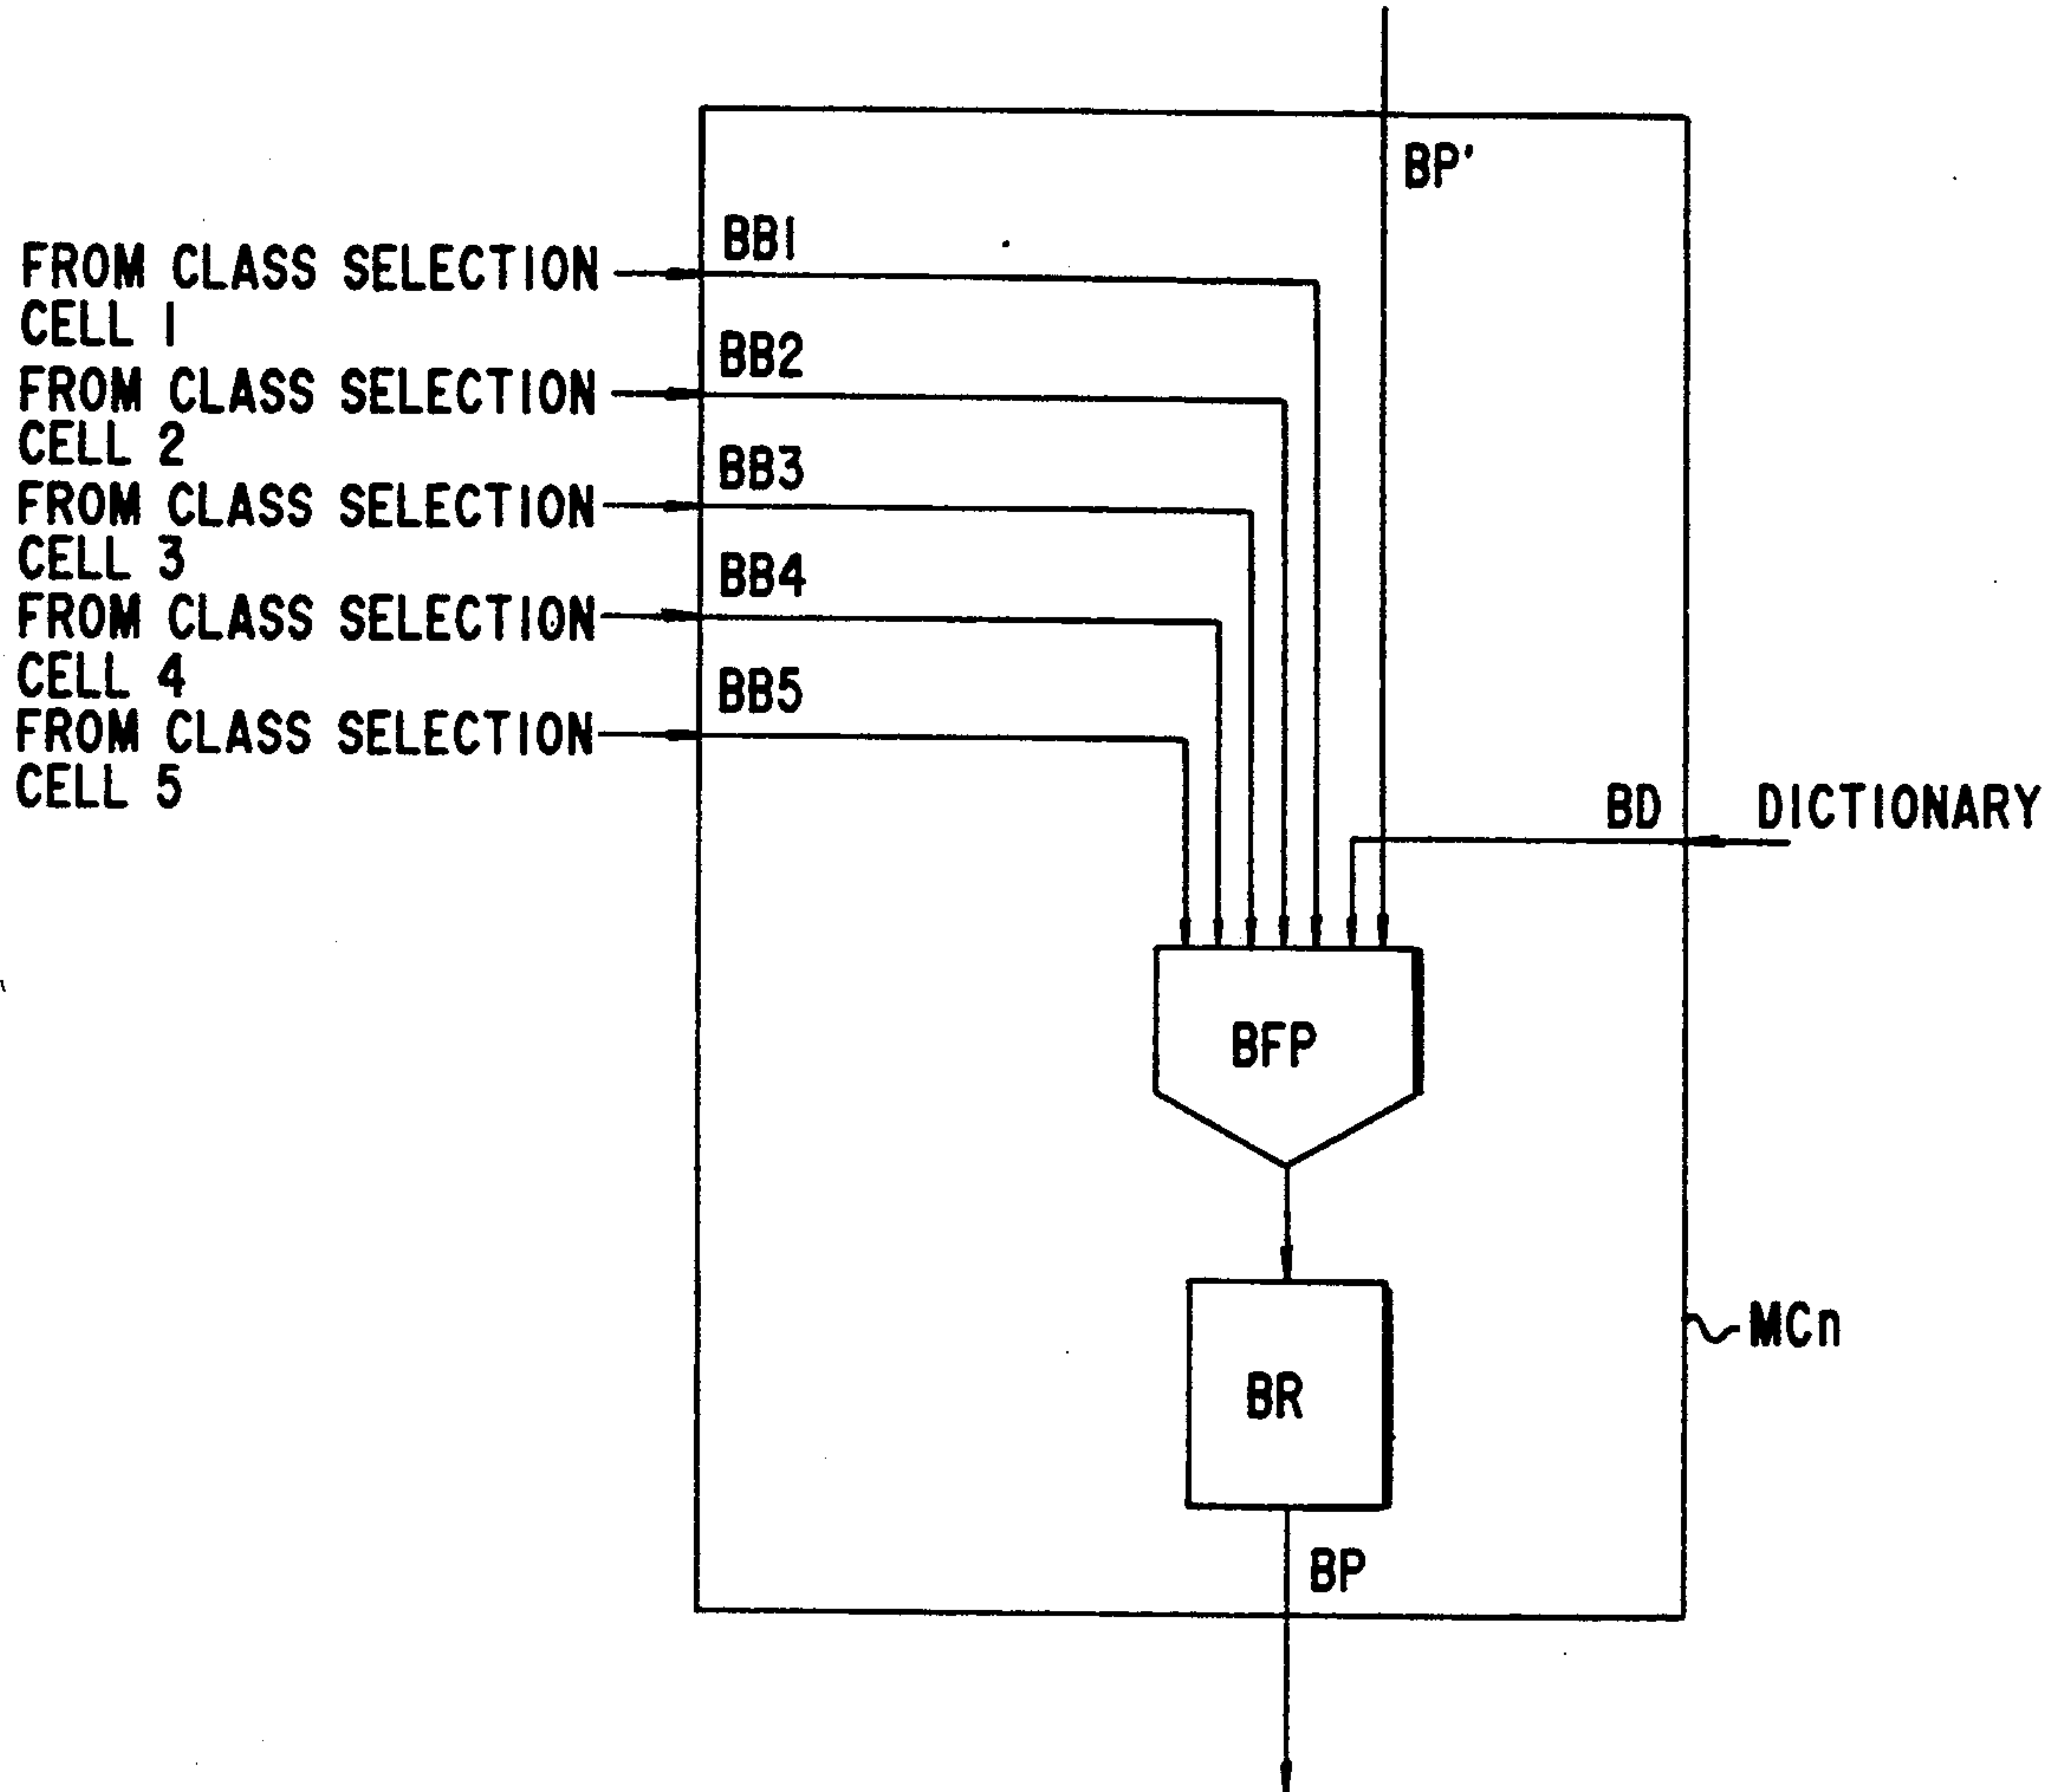 BP'
BB1
FROM CLASS SELECTION
CELL 1
BB2
FROM CLASS SELECTION
CELL 2
BB3
FROM CLASS SELECTION
CELL 3
BB4
FROM CLASS SELECTION
CELL 4
BB5
FROM CLASS SELECTION
CELL 5
BD DICTIONARY
BFP
MCn
BR
BP